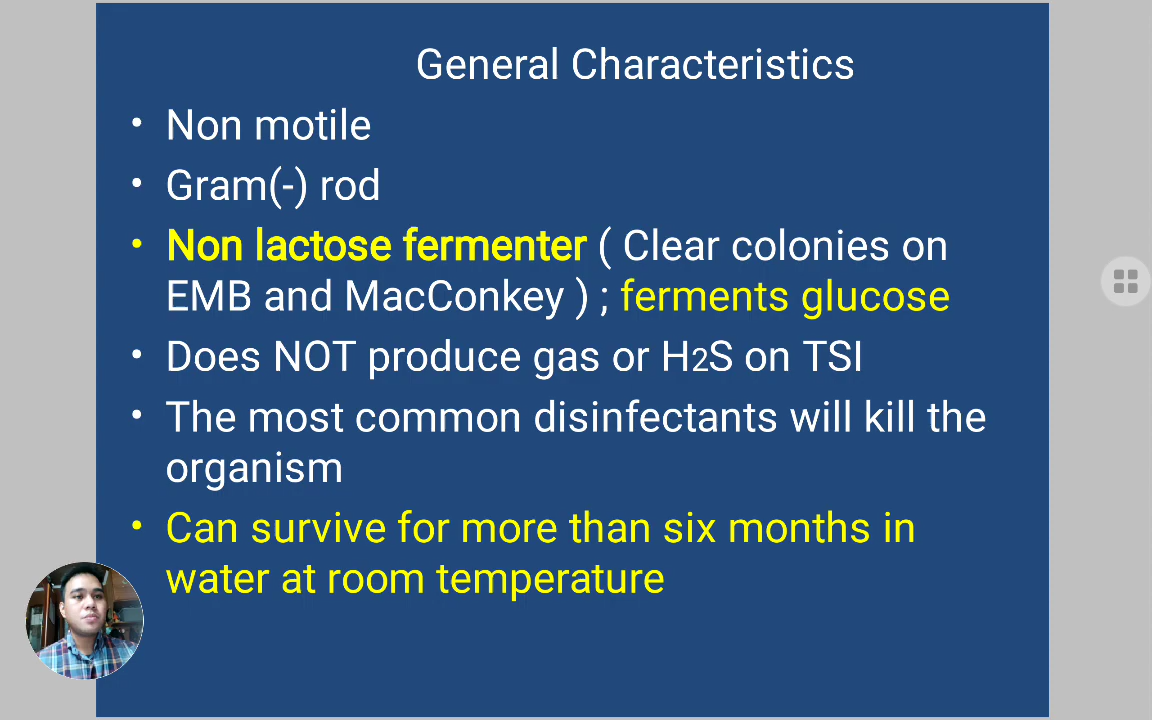 General Characteristics
• Non motile
• Gram(-) rod
• Non lactose fermenter ( Clear colonies on
EMB and MacConkey ) ; ferments glucose
• Does NOT produce gas or H2S on TSI
• The most common disinfectants will kill the
organism
• Can survive for more than six months in
water at room temperature